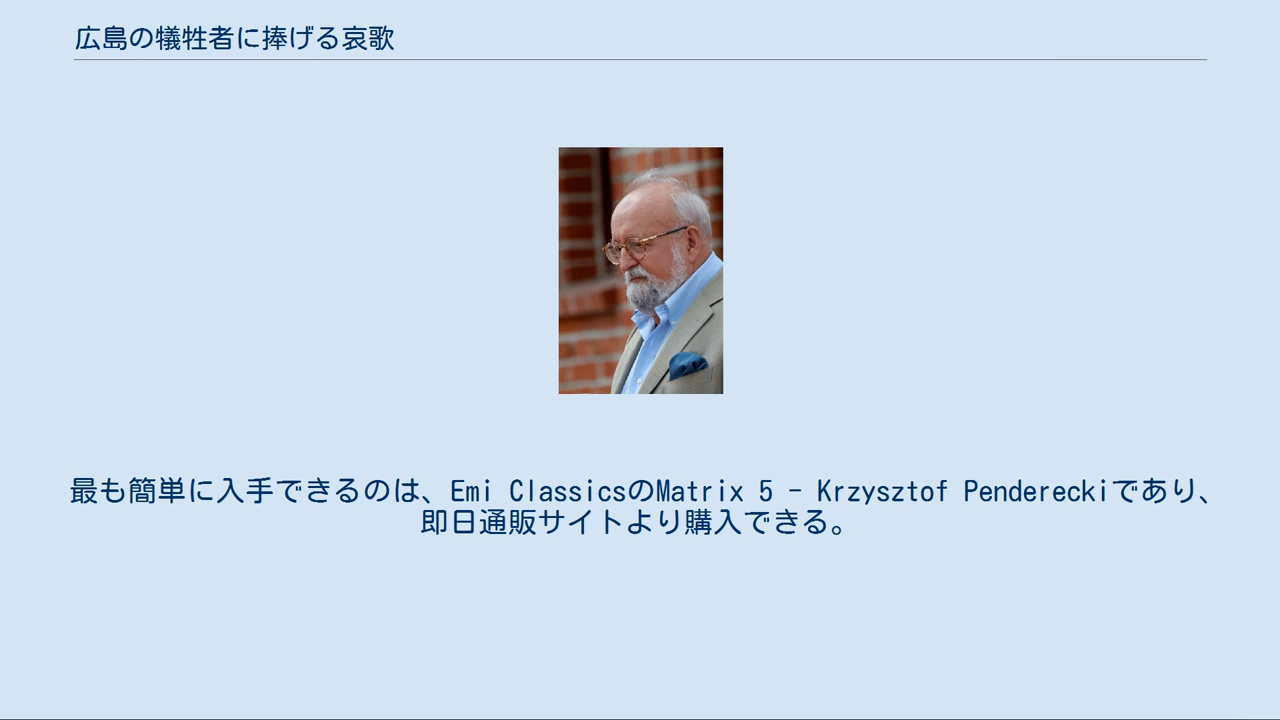 広島の犠牲者に捧げる哀歌
最も簡単に入手できるのは、Emi ClassicsのMatrix 5 - Krzysztof Pendereckiであり、
即日通販サイトより購入できる。